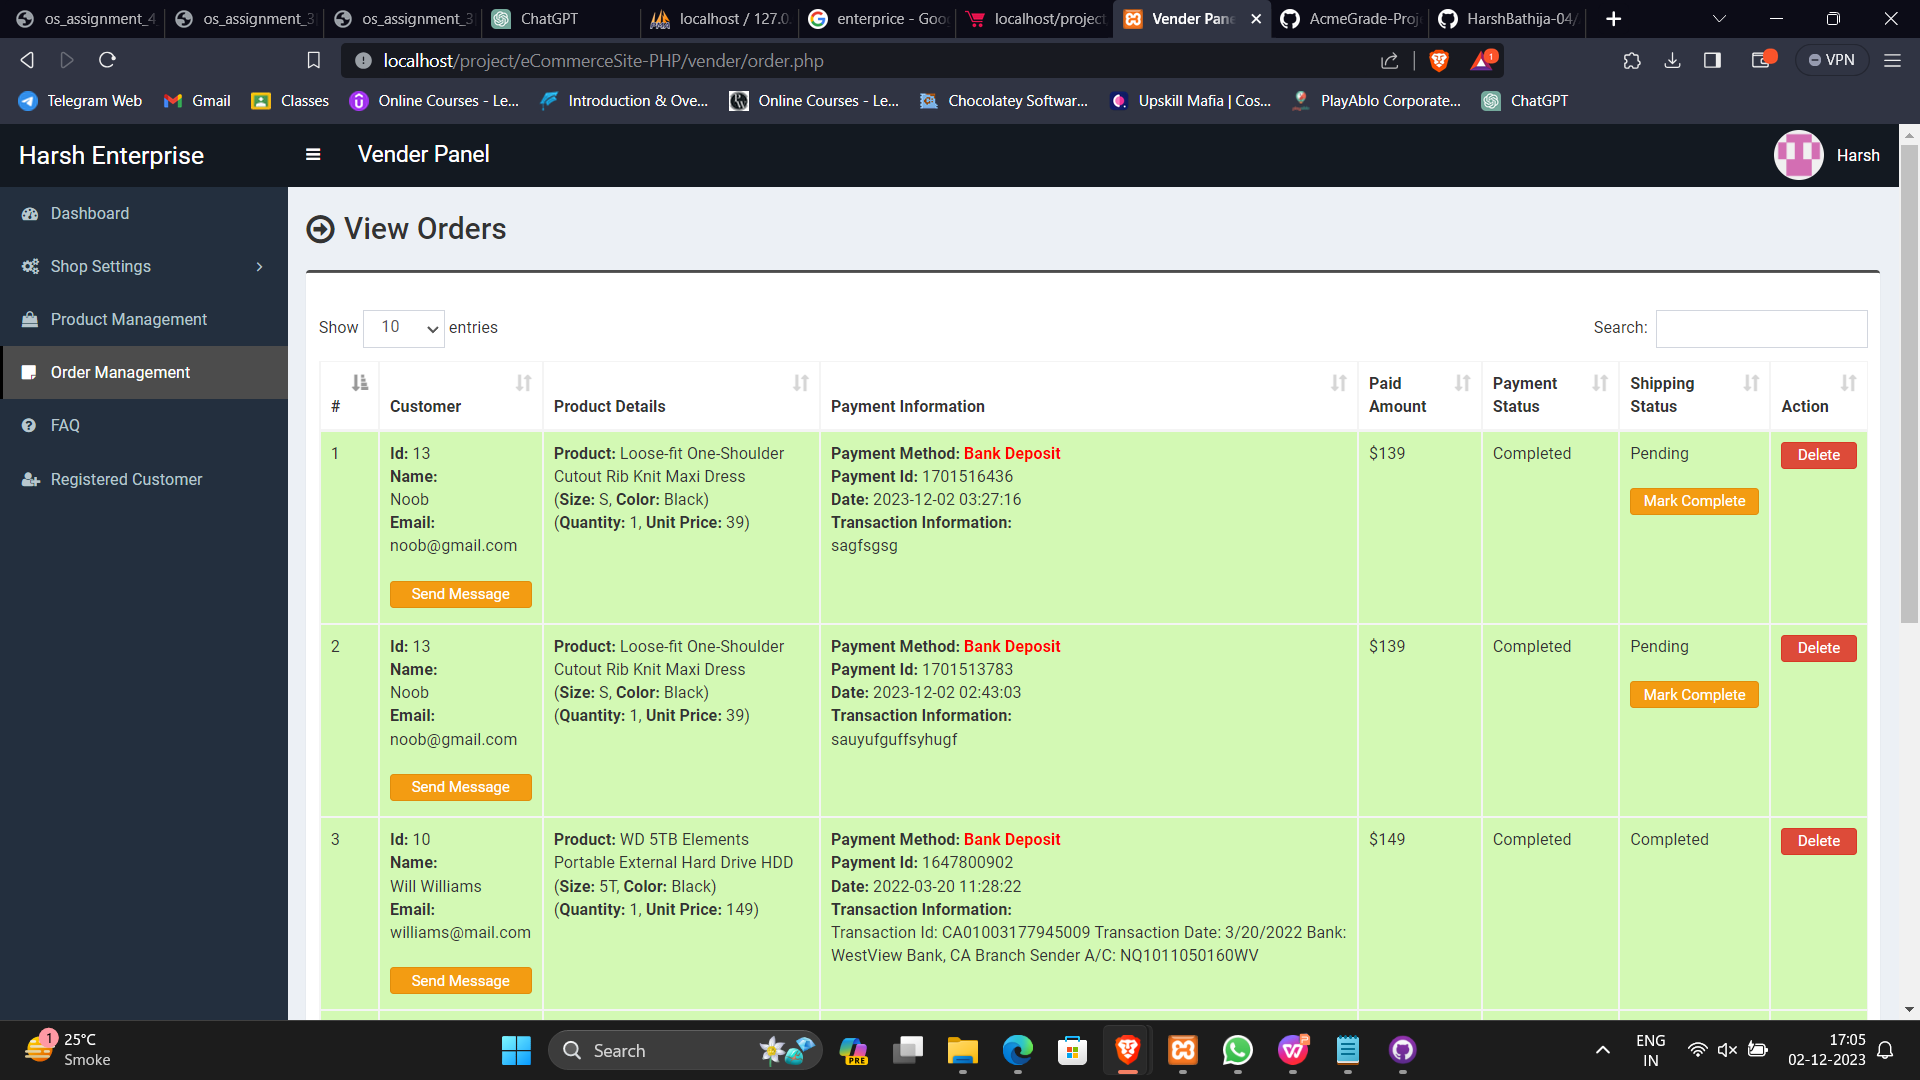 os_assignment_4
os_assignment_3
os_assignment_3
ChatGPT
localhost / 127.0.
enterprice - Goo
localhost/project
Vender Pane
AcmeGrade-Proj
HarshBathija-04/
localhost/project/eCommerceSite-PHP/vender/order.php
1
VPN
Telegram Web
Gmail
Classes
Online Courses - Le...
Introduction & Ove...
Online Courses - Le...
Chocolatey Softwar...
Upskill Mafia | Cos...
PlayAblo Corporate...
ChatGPT
Harsh Enterprise
Vender Panel
Harsh
Dashboard
Shop Settings
Product Management
Order Management
FAQ
Registered Customer
View Orders
Show 10 entries
Search:
#
Customer
Product Details
Payment Information
Paid
Amount
Payment
Status
Shipping
Status
Action
1
Id: 13
Name:
Noob
Email:
noob@gmail.com
Send Message
Product: Loose-fit One-Shoulder
Cutout Rib Knit Maxi Dress
(Size: S, Color: Black)
(Quantity: 1, Unit Price: 39)
Payment Method: Bank Deposit
Payment Id: 1701516436
Date: 2023-12-02 03:27:16
Transaction Information:
sagfsgsg
$139
Completed
Pending
Mark Complete
Delete
2
Id: 13
Name:
Noob
Email:
noob@gmail.com
Send Message
Product: Loose-fit One-Shoulder
Cutout Rib Knit Maxi Dress
(Size: S, Color: Black)
(Quantity: 1, Unit Price: 39)
Payment Method: Bank Deposit
Payment Id: 1701513783
Date: 2023-12-02 02:43:03
Transaction Information:
sauyufguffsyhugf
$139
Completed
Pending
Mark Complete
Delete
3
Id: 10
Name:
Will Williams
Email:
williams@mail.com
Send Message
Product: WD 5TB Elements
Portable External Hard Drive HDD
(Size: 5T, Color: Black)
(Quantity: 1, Unit Price: 149)
Payment Method: Bank Deposit
Payment Id: 1647800902
Date: 2022-03-20 11:28:22
Transaction Information:
Transaction Id: CA01003177945009 Transaction Date: 3/20/2022 Bank:
WestView Bank, CA Branch Sender A/C: NQ1011050160WV
$149
Completed
Completed
Delete
1
25°C
Smoke
Search
PRE
ENG
IN
17:05
02-12-2023